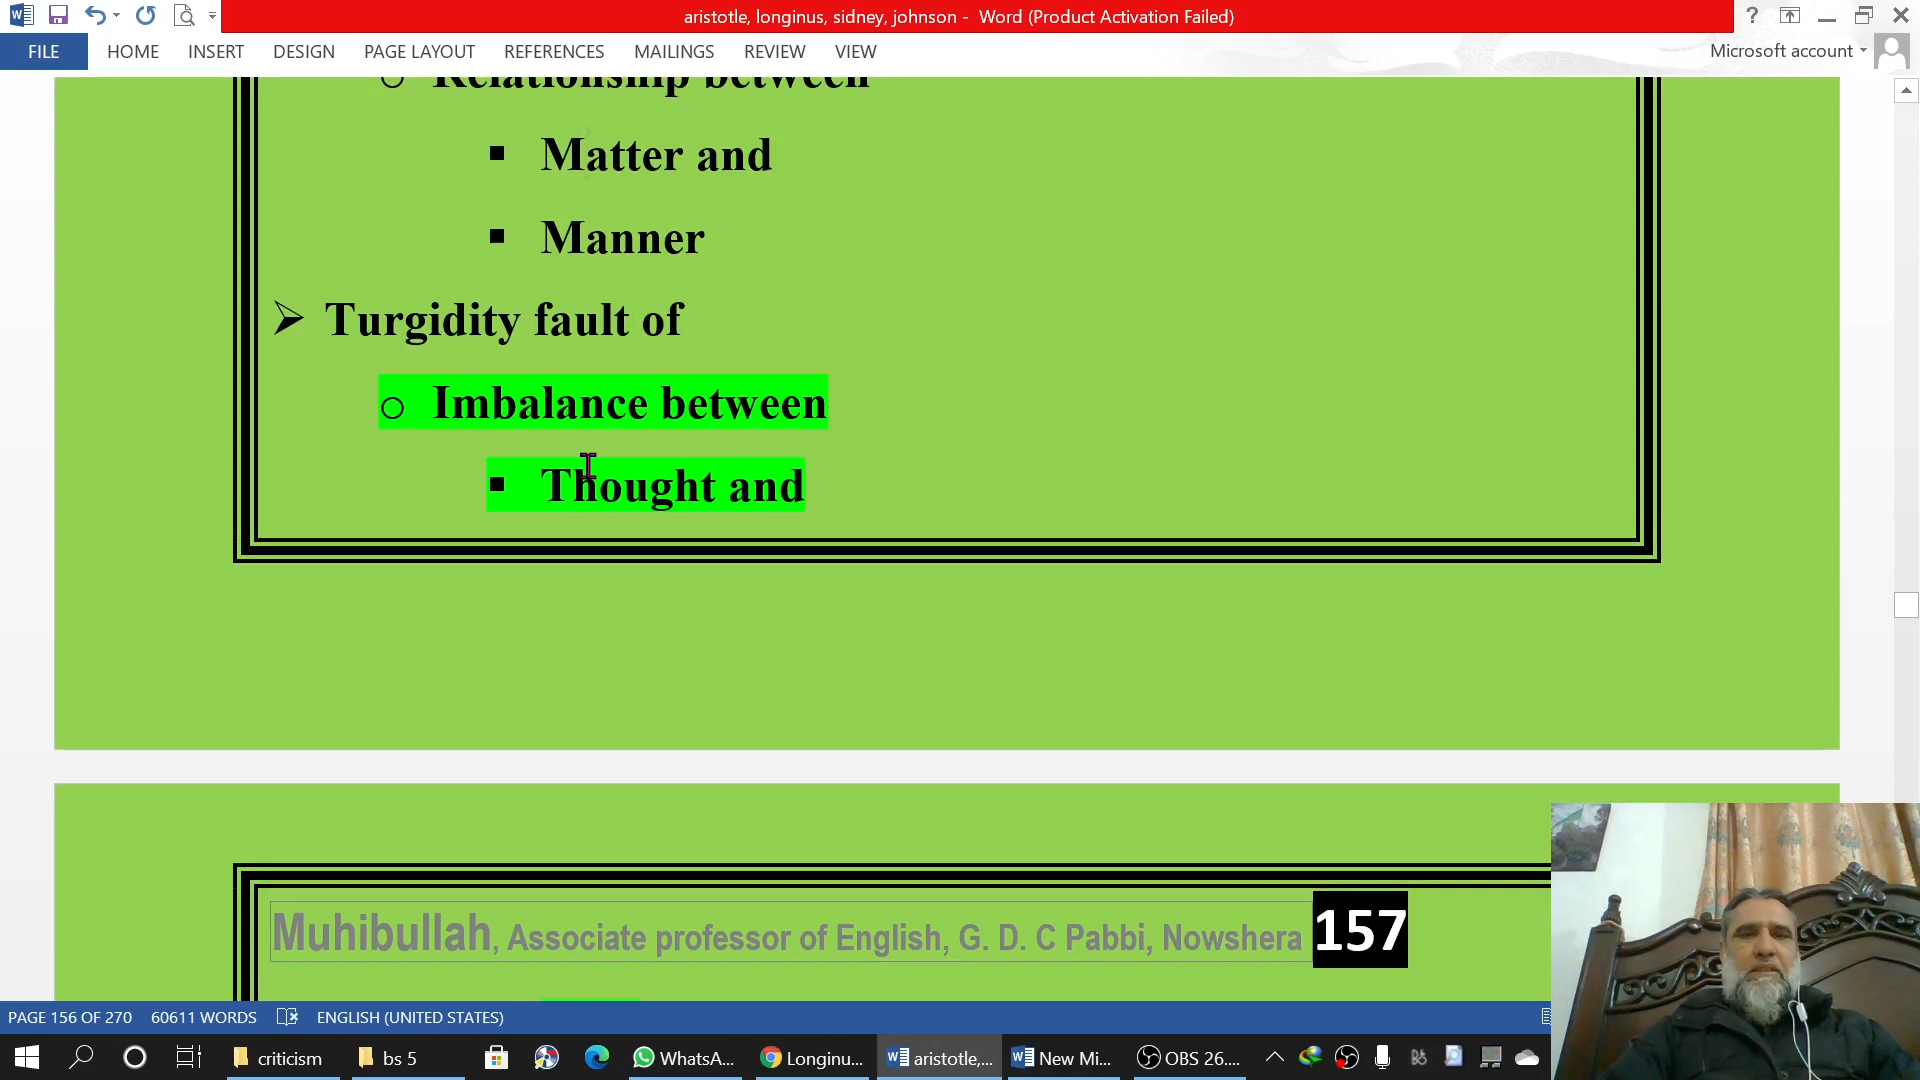 aristotle, longinus, sidney, johnson - Word (Product Activation Failed)
FILE HOME INSERT DESIGN PAGE LAYOUT REFERENCES MAILINGS REVIEW VIEW Microsoft account
Relationship between
Matter and
Manner
Turgidity fault of
Imbalance between
Thought and
Muhibullah, Associate professor of English, G. D. C Pabbi, Nowshera 157
PAGE 156 OF 270 60611 WORDS ENGLISH (UNITED STATES)
criticism bs 5 WhatsA... Longinu... aristotle,... New Mi... OBS 26....